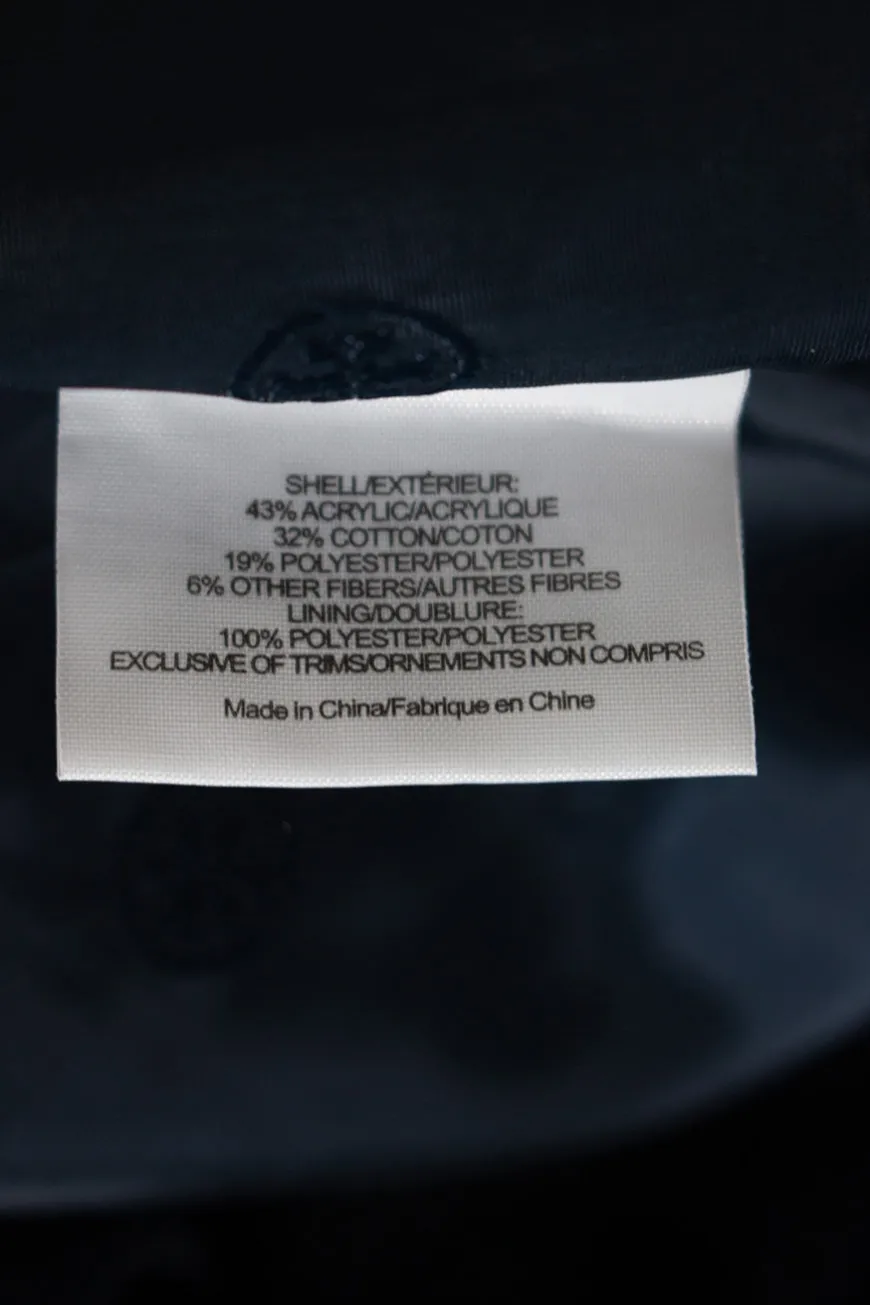 SHELL/EXTÉRIEUR:
43% ACRYLIC/ACRYLIQUE
32% COTTON/COTON
19% POLYESTER/POLYESTER
6% OTHER FIBERS/AUTRES FIBRES
LINING/DOUBLURE:
100% POLYESTER/POLYESTER
EXCLUSIVE OF TRIMS/ORNEMENTS NON COMPRIS
Made in China/Fabrique en Chine